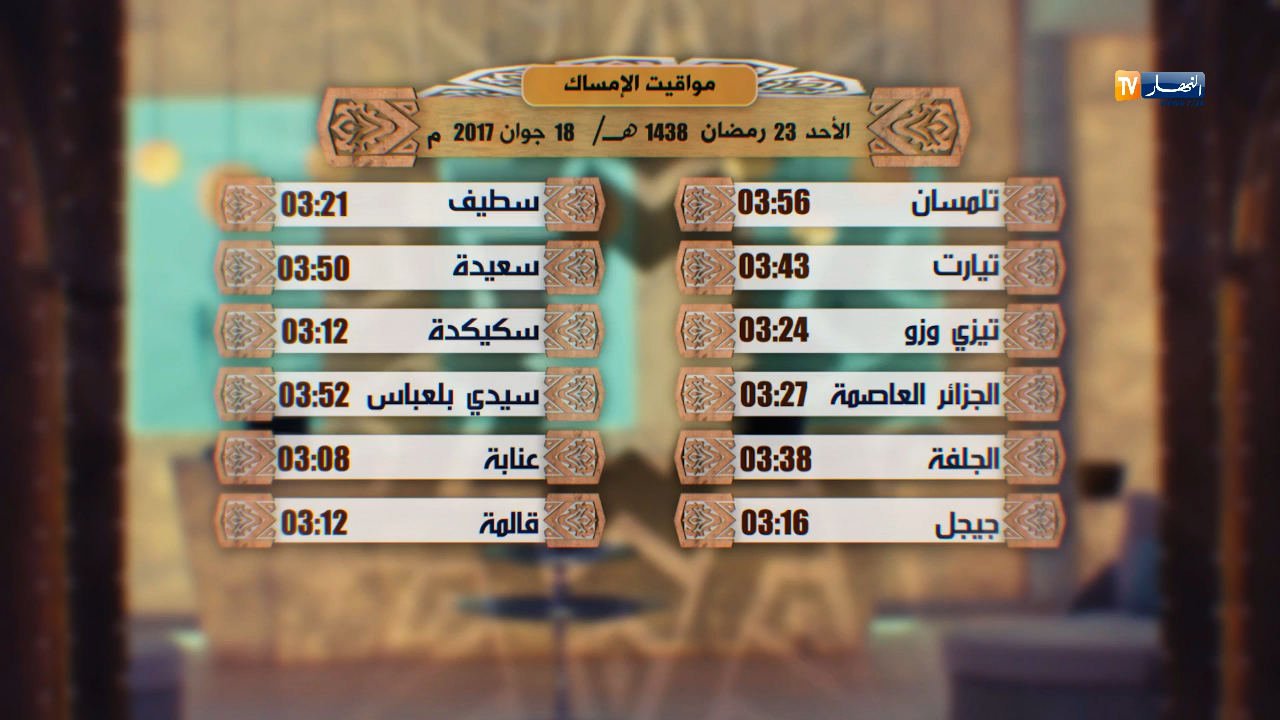 النهار TV
مواقيت الإمساك
الأحد 23 رمضان 1438 هـ/ 18 جوان 2017 م
تلمسان 03:56
تيارت 03:43
تيزي وزو 03:24
الجزائر العاصمة 03:27
الجلفة 03:38
جيجل 03:16
سطيف 03:21
سعيدة 03:50
سكيكدة 03:12
سيدي بلعباس 03:52
عنابة 03:08
قالمة 03:12